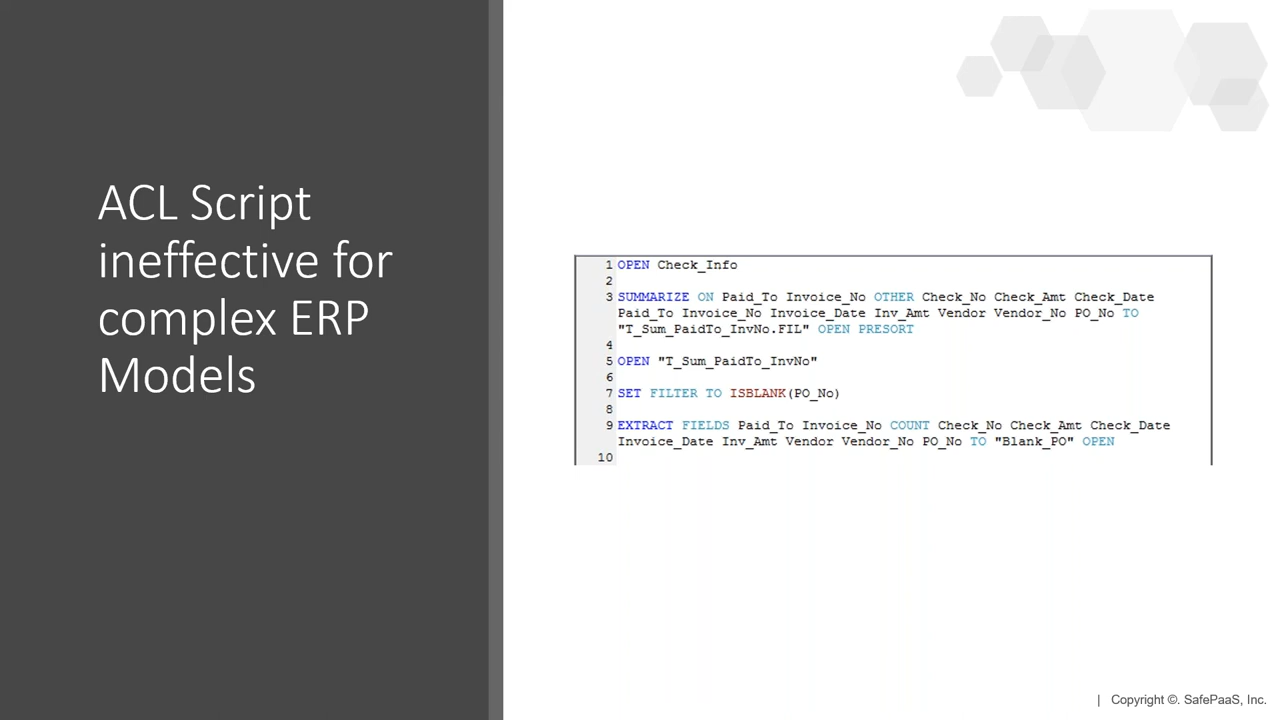 ACL Script
ineffective for
complex ERP
Models
1 OPEN Check_Info
2
3 SUMMARIZE ON Paid_To Invoice_No OTHER Check_No Check_Amt Check_Date
Paid_To Invoice_No Invoice_Date Inv_Amt Vendor Vendor_No PO_No TO
"T_Sum_PaidTo_InvNo.FIL" OPEN PRESORT
4
5 OPEN "T_Sum_PaidTo_InvNo"
6
7 SET FILTER TO ISBLANK(PO_No)
8
9 EXTRACT FIELDS Paid_To Invoice_No COUNT Check_No Check_Amt Check_Date
Invoice_Date Inv_Amt Vendor Vendor_No PO_No TO "Blank_PO" OPEN
10
| Copyright ©. SafePaaS, Inc.